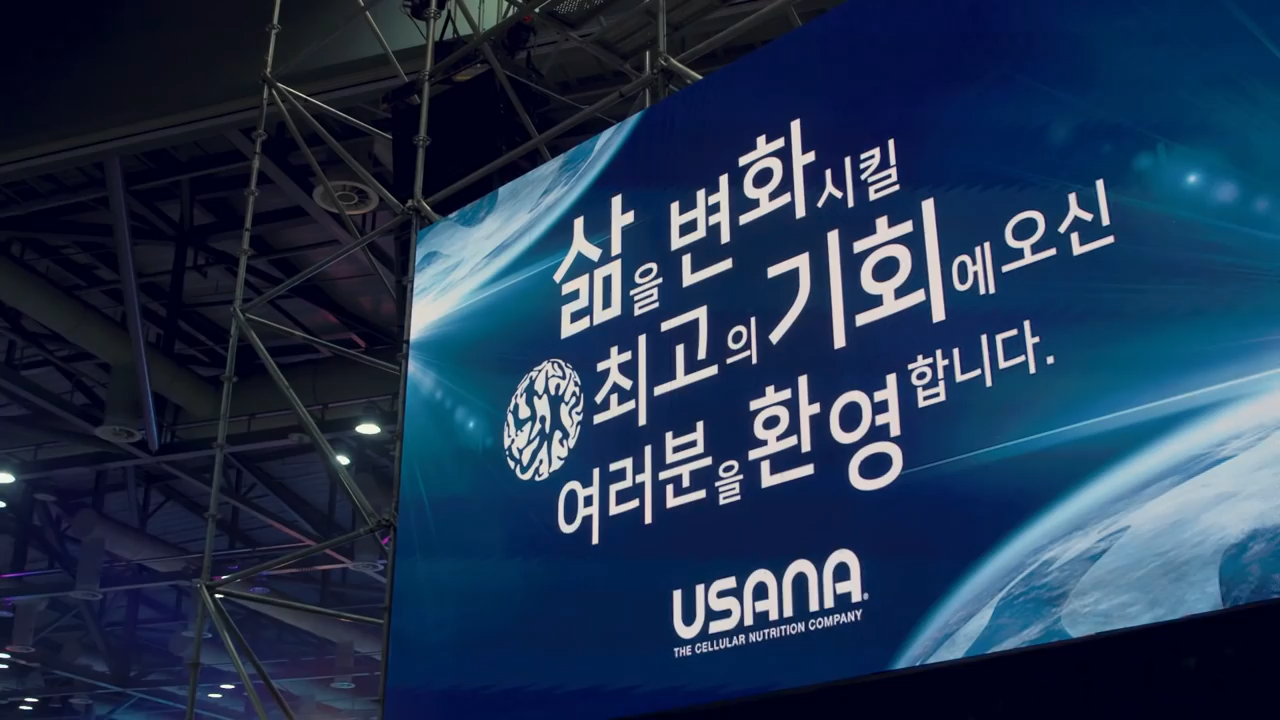 삶을 변화시킬
최고의 기회에 오신
여러분을 환영합니다.
USANA
THE CELLULAR NUTRITION COMPANY